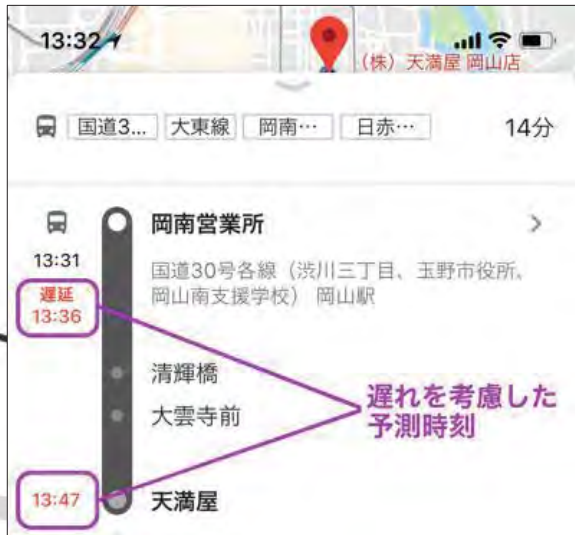 13:32
（株）天満屋 岡山店
国道3... 大東線 岡南… 日赤… 14分
岡南営業所
13:31
国道30号各線（渋川三丁目、玉野市役所、
岡山南支援学校） 岡山駅
遅延
13:36
清輝橋
大雲寺前
遅れを考慮した
予測時刻
13:47
天満屋